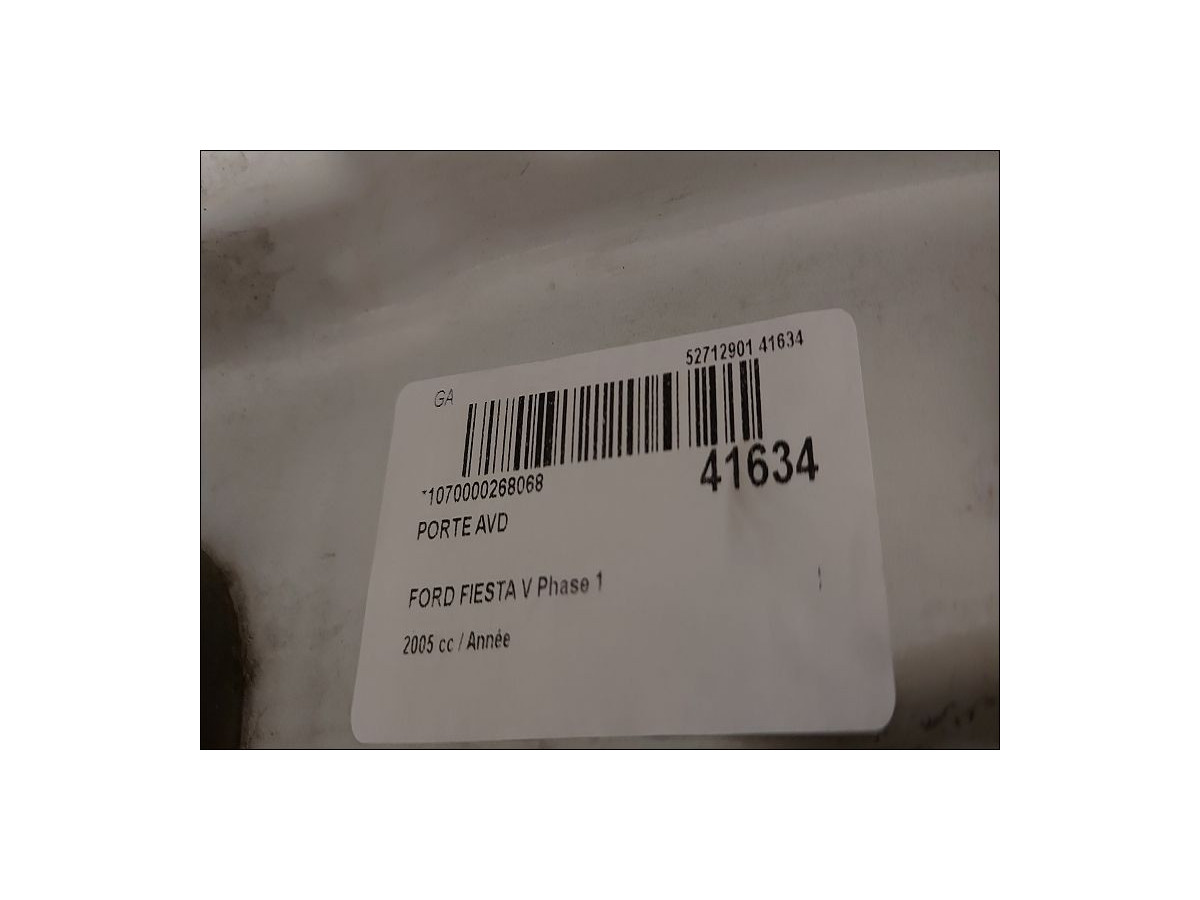 52712901 41634
GA
*1070000268068
41634
PORTE AVD
FORD FIESTA V Phase 1
2005 cc / Année